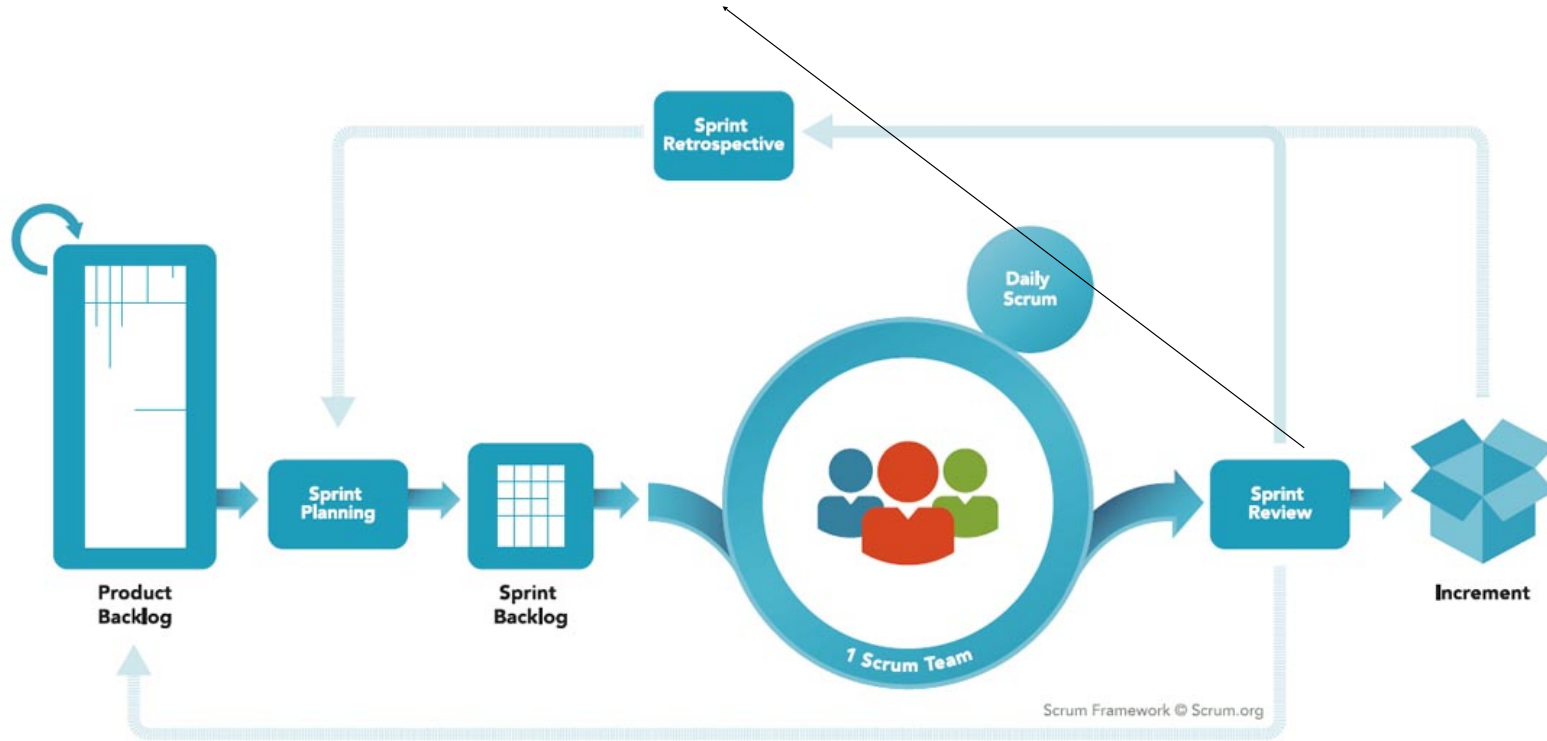 Sprint
Retrospective
Daily
Scrum
Sprint
Planning
Sprint
Review
Product
Backlog
Sprint
Backlog
Increment
1 Scrum Team
Scrum Framework © Scrum.org